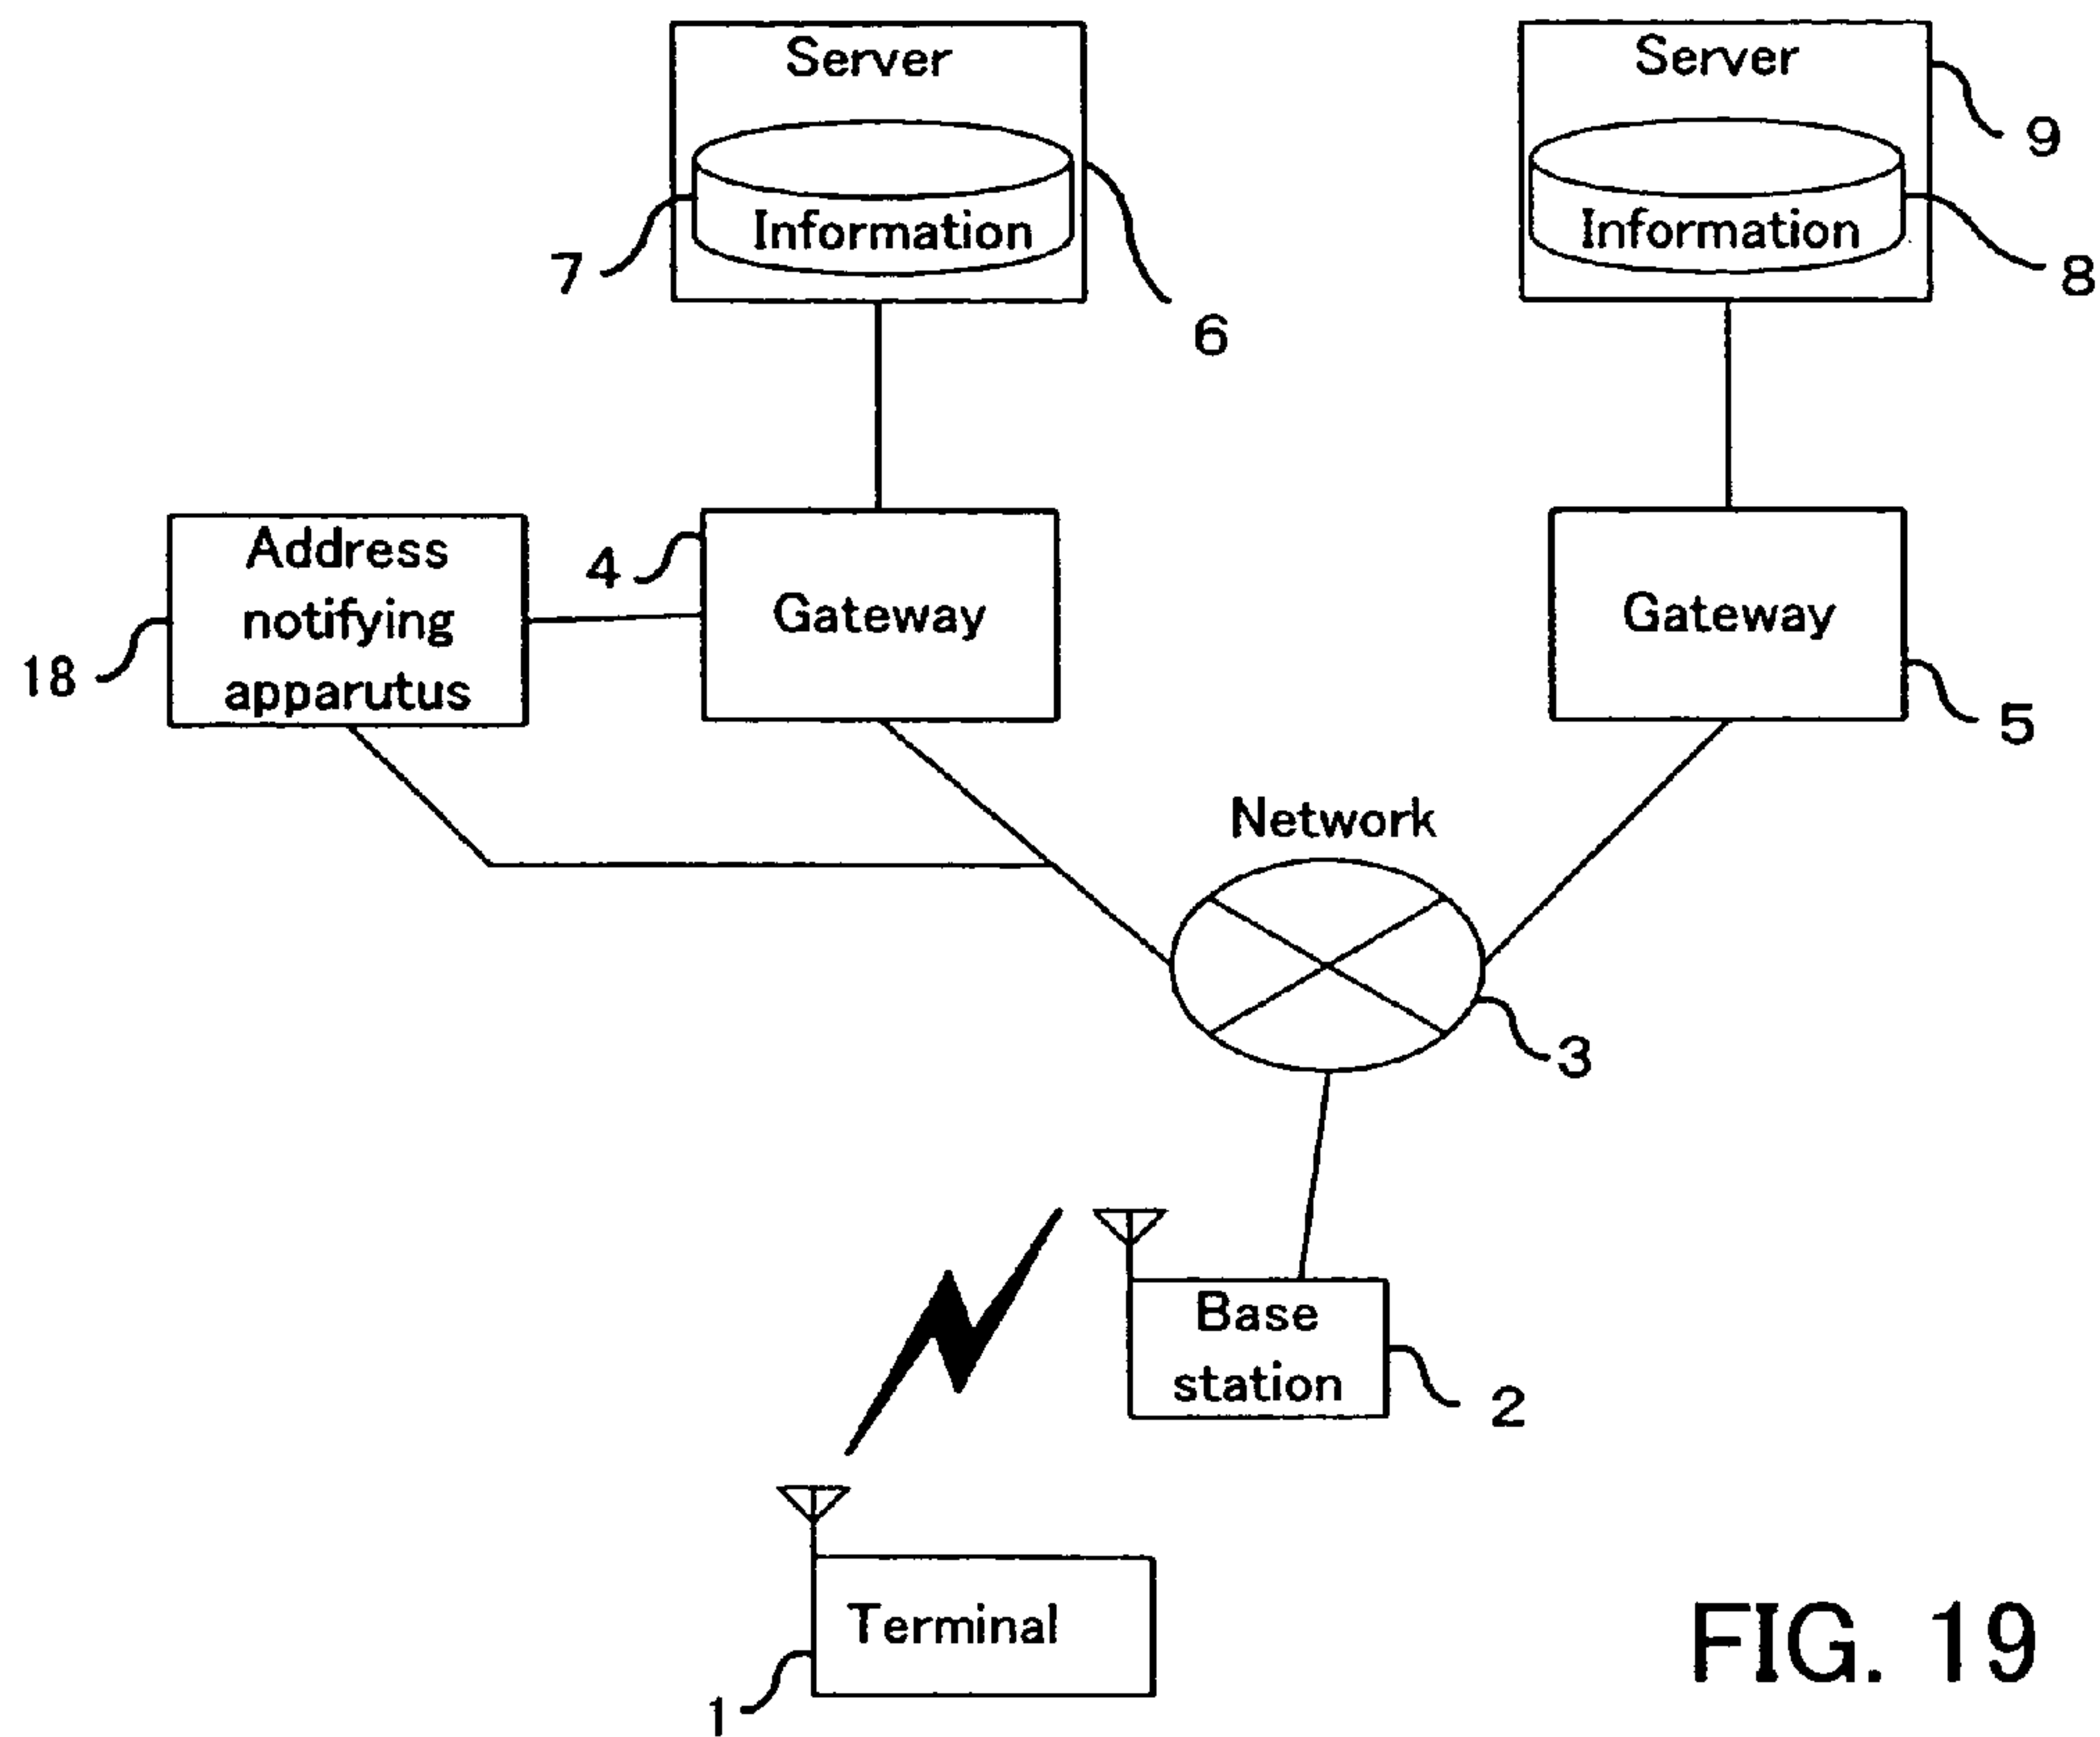 Server
Server
9
Information
Information
7
8
6
Address
notifying
apparutus
4
Gateway
Gateway
18
5
Network
3
Base
station
2
Terminal
1
FIG. 19